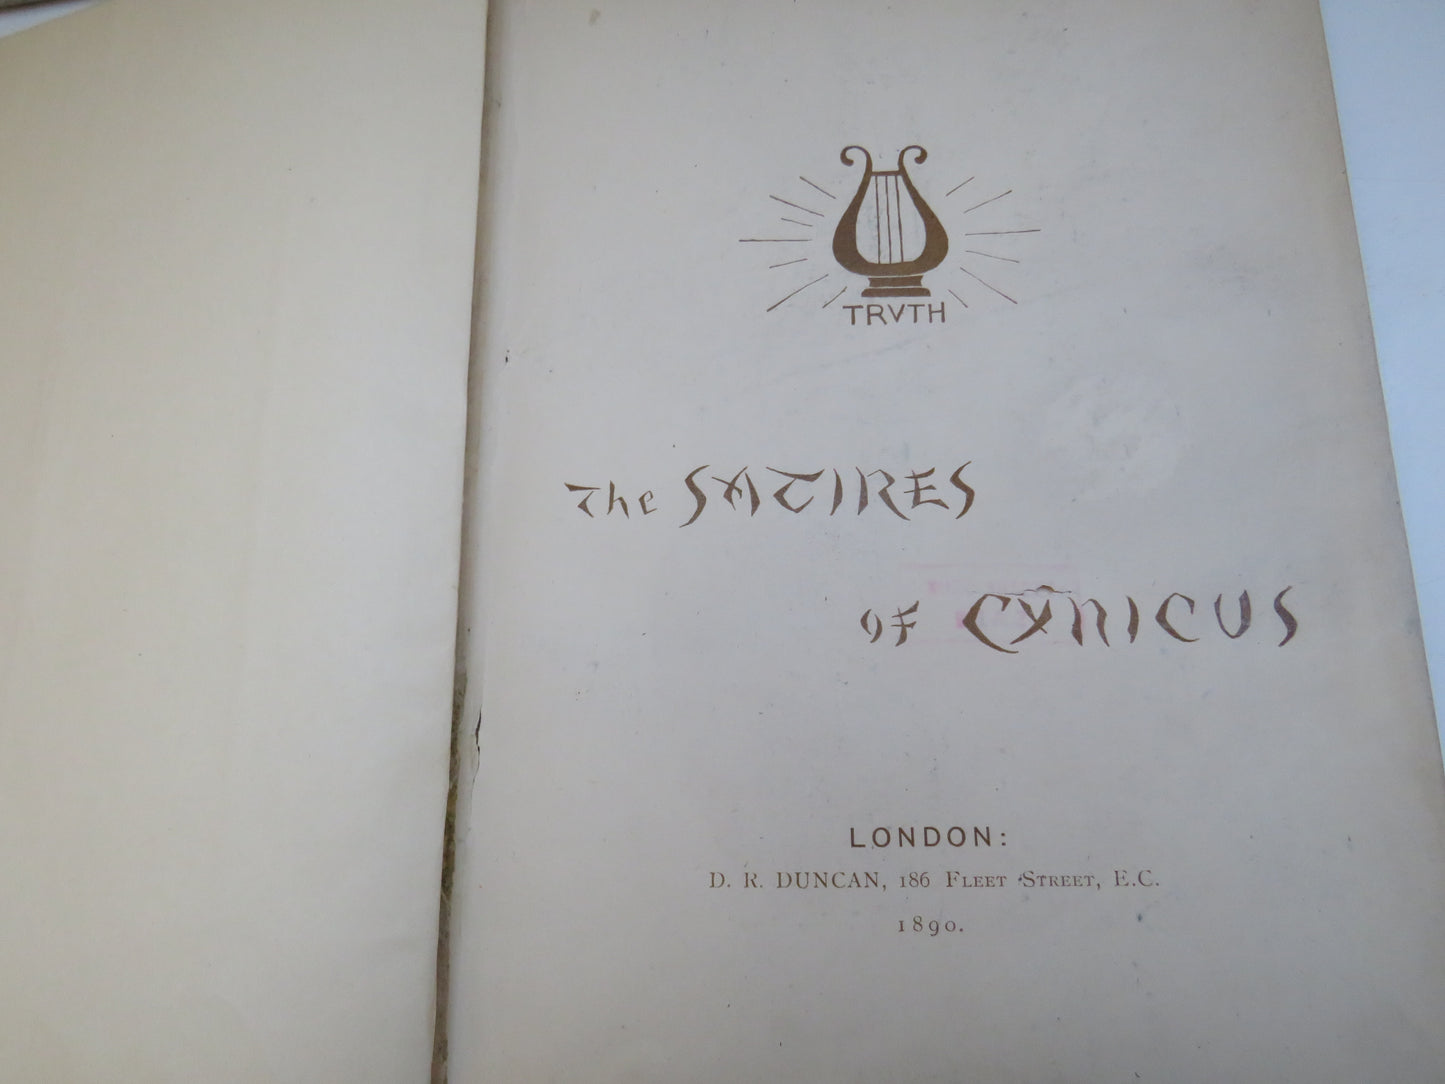 TRVTH
The SATIRES
OF CYNICUS
LONDON:
D. R. DUNCAN, 186 FLEET STREET, E.C.
1890.